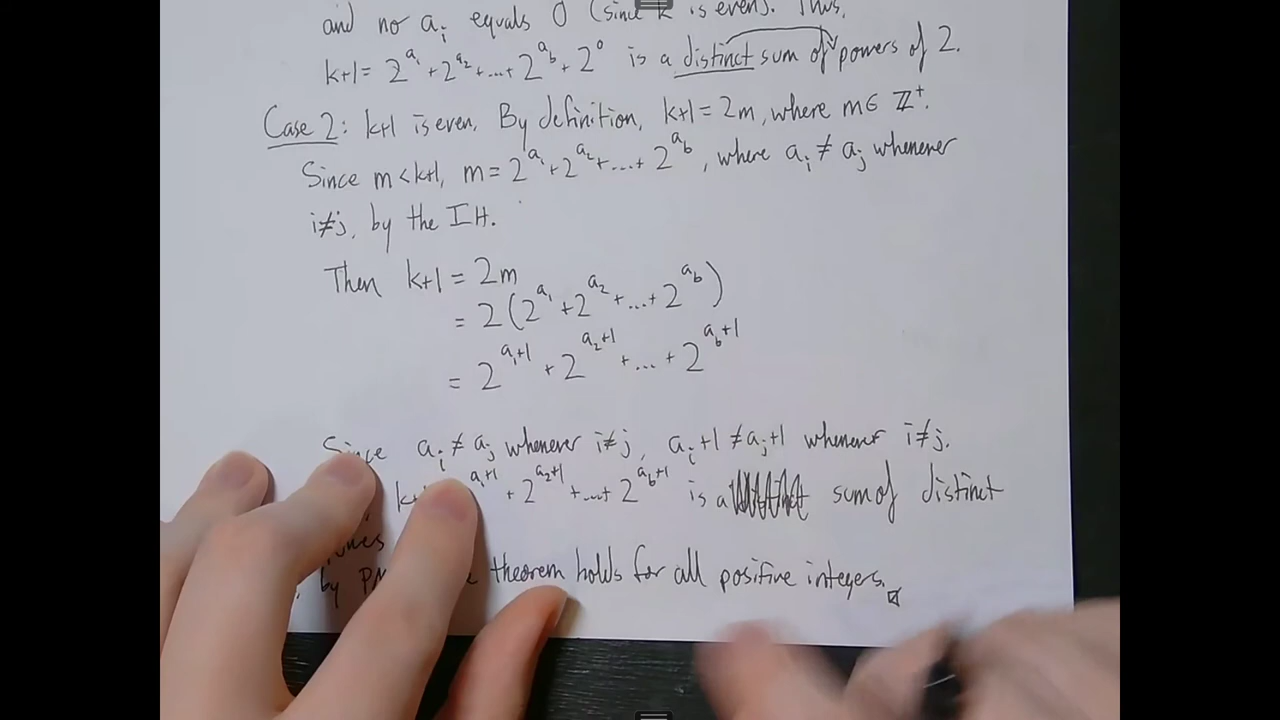 and no aᵢ equals 0 (since k is even). Thus,
k+1 = 2^{a₁} + 2^{a₂} + ... + 2^{a_b} + 2⁰ is a distinct sum of powers of 2.
Case 2: k+1 is even. By definition, k+1 = 2m, where m ∈ ℤ⁺.
Since m < k+1, m = 2^{a₁} + 2^{a₂} + ... + 2^{a_b}, where aᵢ ≠ aⱼ whenever
i≠j, by the IH.
Then k+1 = 2m
= 2(2^{a₁} + 2^{a₂} + ... + 2^{a_b})
= 2^{a₁+1} + 2^{a₂+1} + ... + 2^{a_b+1}
Since aᵢ ≠ aⱼ whenever i≠j, aᵢ+1 ≠ aⱼ+1 whenever i≠j.
a₁+1 + 2^{a₂+1} + ... + 2^{a_b+1} is a sum of distinct
by theorem holds for all positive integers.